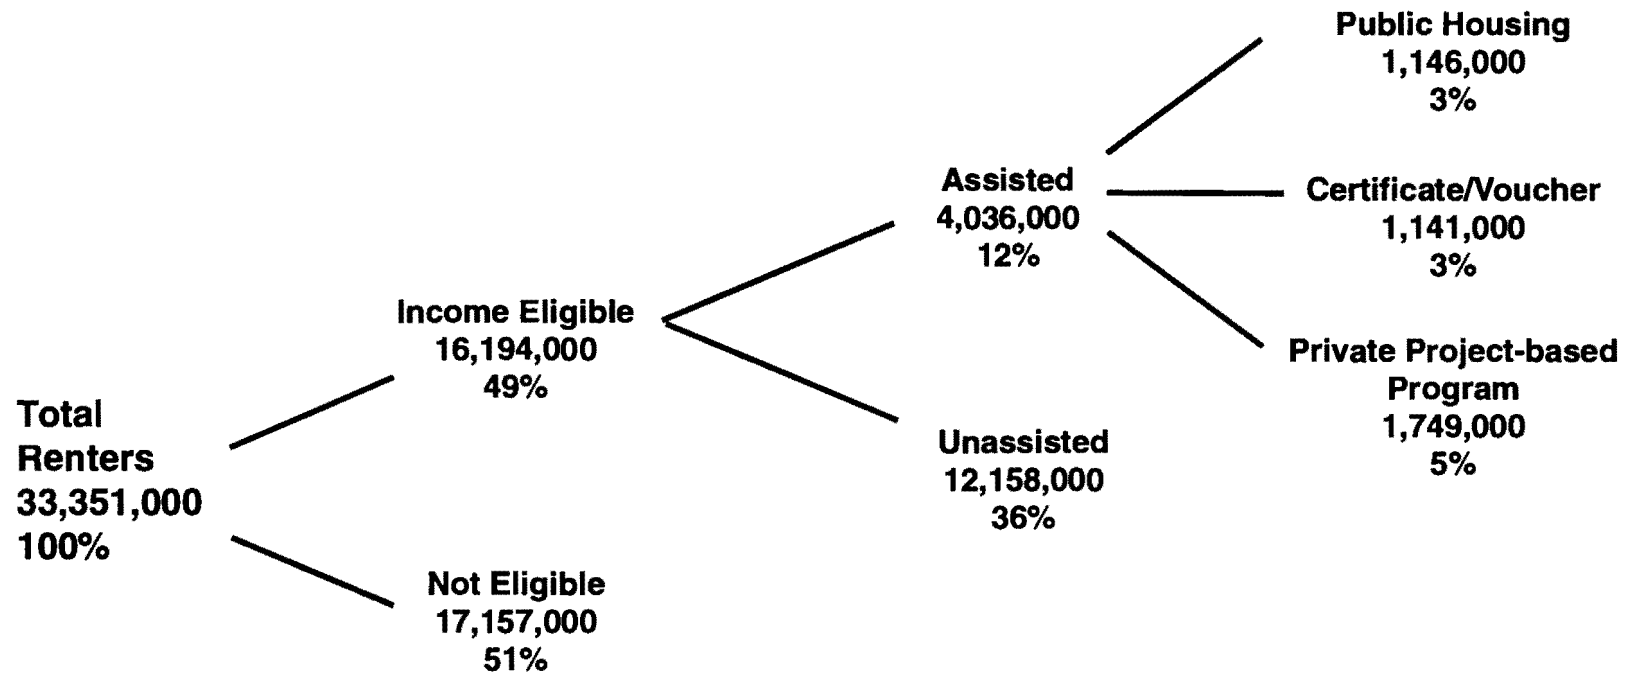 Total
Renters
33,351,000
100%
Income Eligible
16,194,000
49%
Not Eligible
17,157,000
51%
Assisted
4,036,000
12%
Unassisted
12,158,000
36%
Public Housing
1,146,000
3%
Certificate/Voucher
1,141,000
3%
Private Project-based
Program
1,749,000
5%